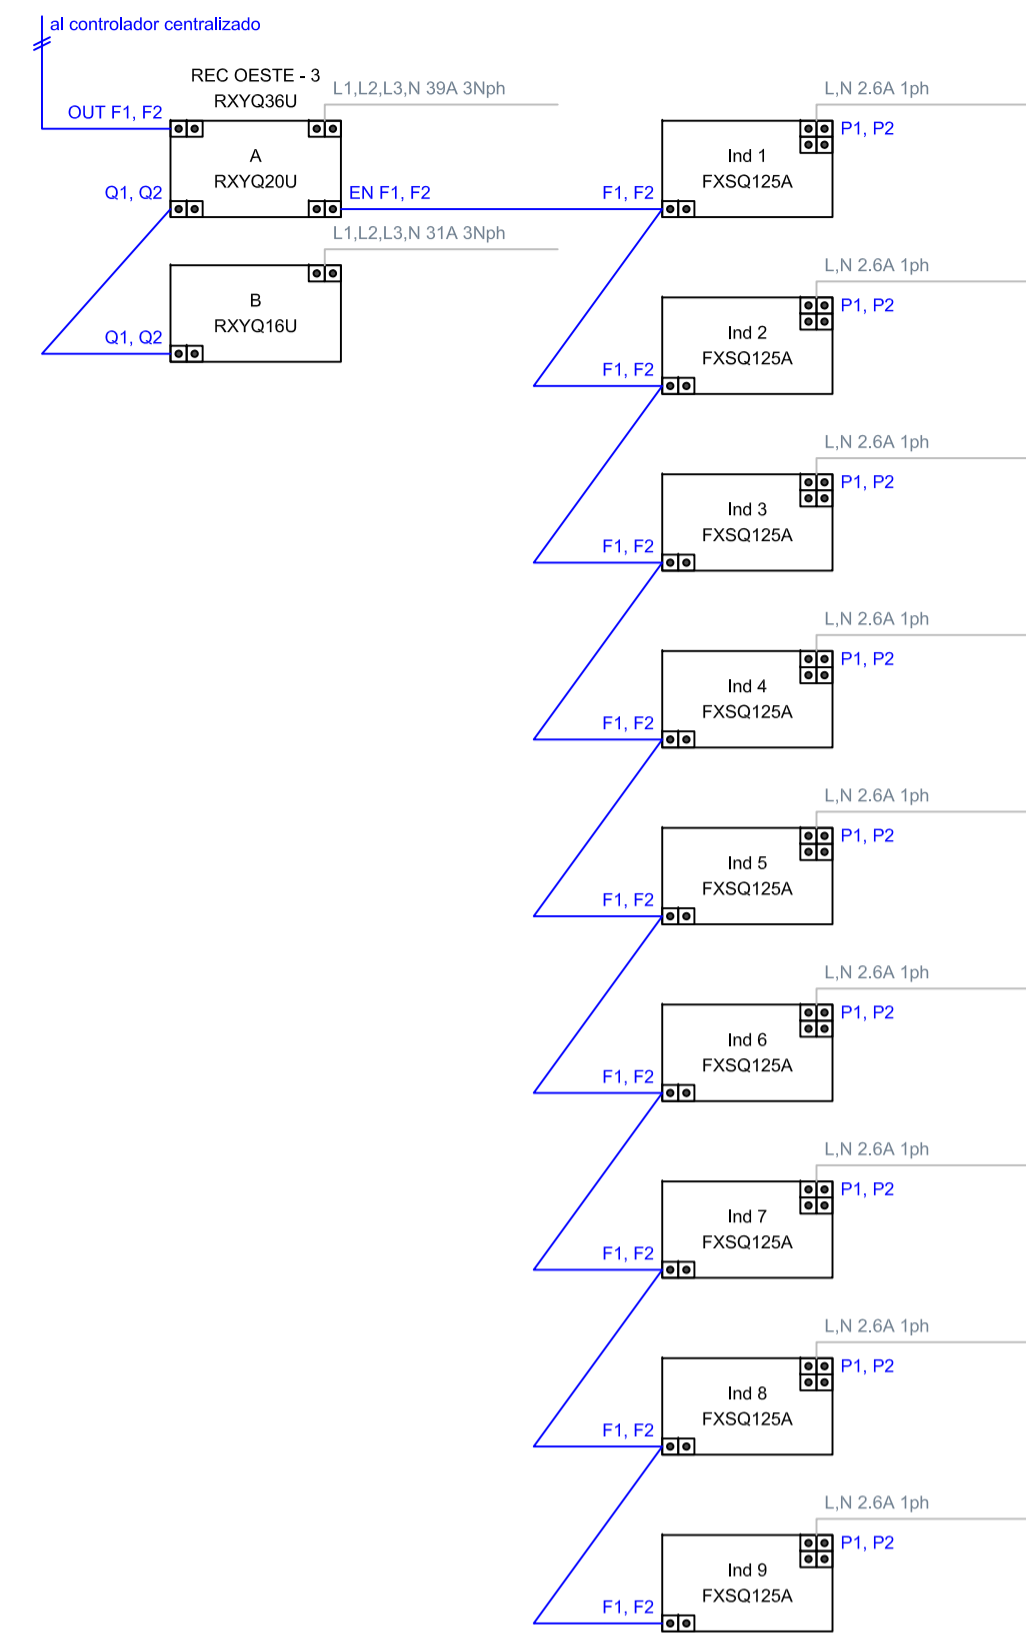 al controlador centralizado
REC OESTE - 3
RXYQ36U
L1,L2,L3,N 39A 3Nph
OUT F1, F2
A
RXYQ20U
Q1, Q2
EN F1, F2
L1,L2,L3,N 31A 3Nph
B
RXYQ16U
Q1, Q2
L,N 2.6A 1ph
P1, P2
Ind 1
FXSQ125A
F1, F2
L,N 2.6A 1ph
P1, P2
Ind 2
FXSQ125A
F1, F2
L,N 2.6A 1ph
P1, P2
Ind 3
FXSQ125A
F1, F2
L,N 2.6A 1ph
P1, P2
Ind 4
FXSQ125A
F1, F2
L,N 2.6A 1ph
P1, P2
Ind 5
FXSQ125A
F1, F2
L,N 2.6A 1ph
P1, P2
Ind 6
FXSQ125A
F1, F2
L,N 2.6A 1ph
P1, P2
Ind 7
FXSQ125A
F1, F2
L,N 2.6A 1ph
P1, P2
Ind 8
FXSQ125A
F1, F2
L,N 2.6A 1ph
P1, P2
Ind 9
FXSQ125A
F1, F2